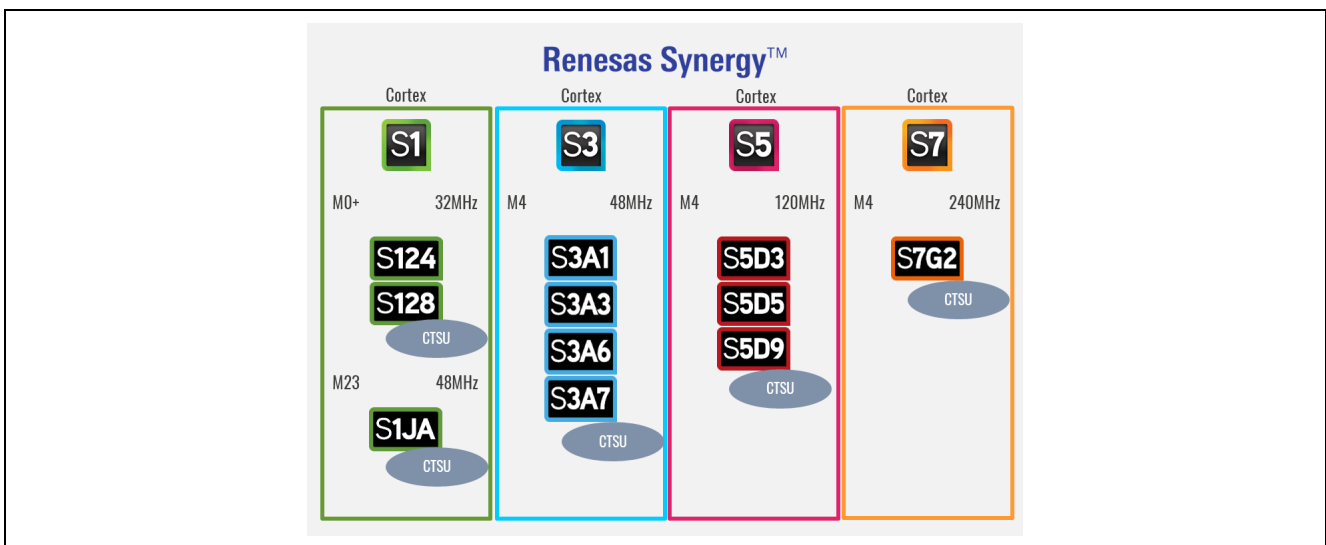 Renesas Synergy™
Cortex
S1
M0+ 32MHz
S124
S128
CTSU
M23 48MHz
S1JA
CTSU
Cortex
S3
M4 48MHz
S3A1
S3A3
S3A6
S3A7
CTSU
Cortex
S5
M4 120MHz
S5D3
S5D5
S5D9
CTSU
Cortex
S7
M4 240MHz
S7G2
CTSU